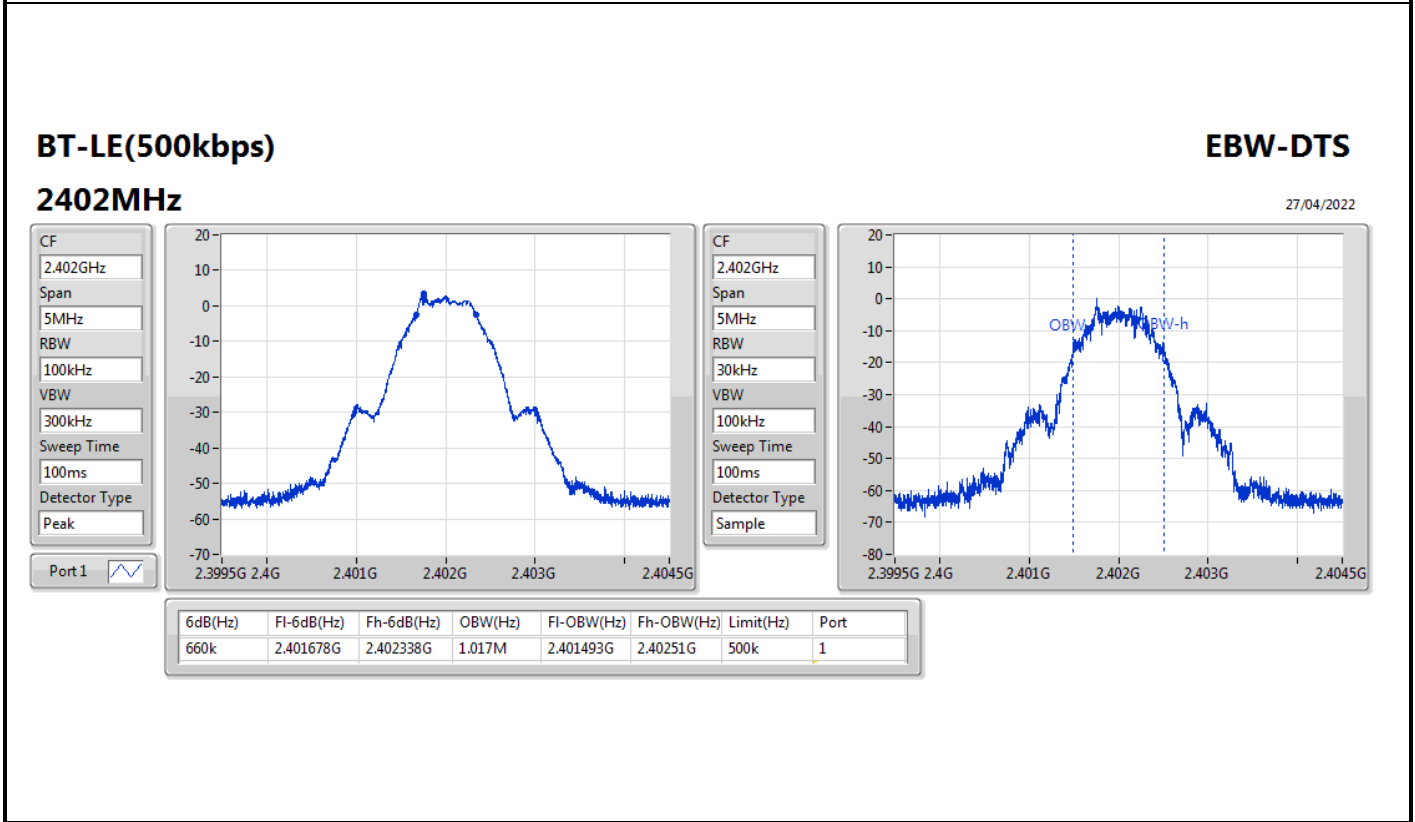 BT-LE(500kbps)
EBW-DTS
2402MHz
27/04/2022
CF
2.402GHz
Span
5MHz
RBW
100kHz
VBW
300kHz
Sweep Time
100ms
Detector Type
Peak
Port 1
20
10
0
-10
-20
-30
-40
-50
-60
-70
2.3995G 2.4G 2.401G 2.402G 2.403G 2.4045G
CF
2.402GHz
Span
5MHz
RBW
30kHz
VBW
100kHz
Sweep Time
100ms
Detector Type
Sample
20
10
0
-10
-20
-30
-40
-50
-60
-70
-80
2.3995G 2.4G 2.401G 2.402G 2.403G 2.4045G
6dB(Hz) Fl-6dB(Hz) Fh-6dB(Hz) OBW(Hz) Fl-OBW(Hz) Fh-OBW(Hz) Limit(Hz) Port
660k 2.401678G 2.402338G 1.017M 2.401493G 2.40251G 500k 1